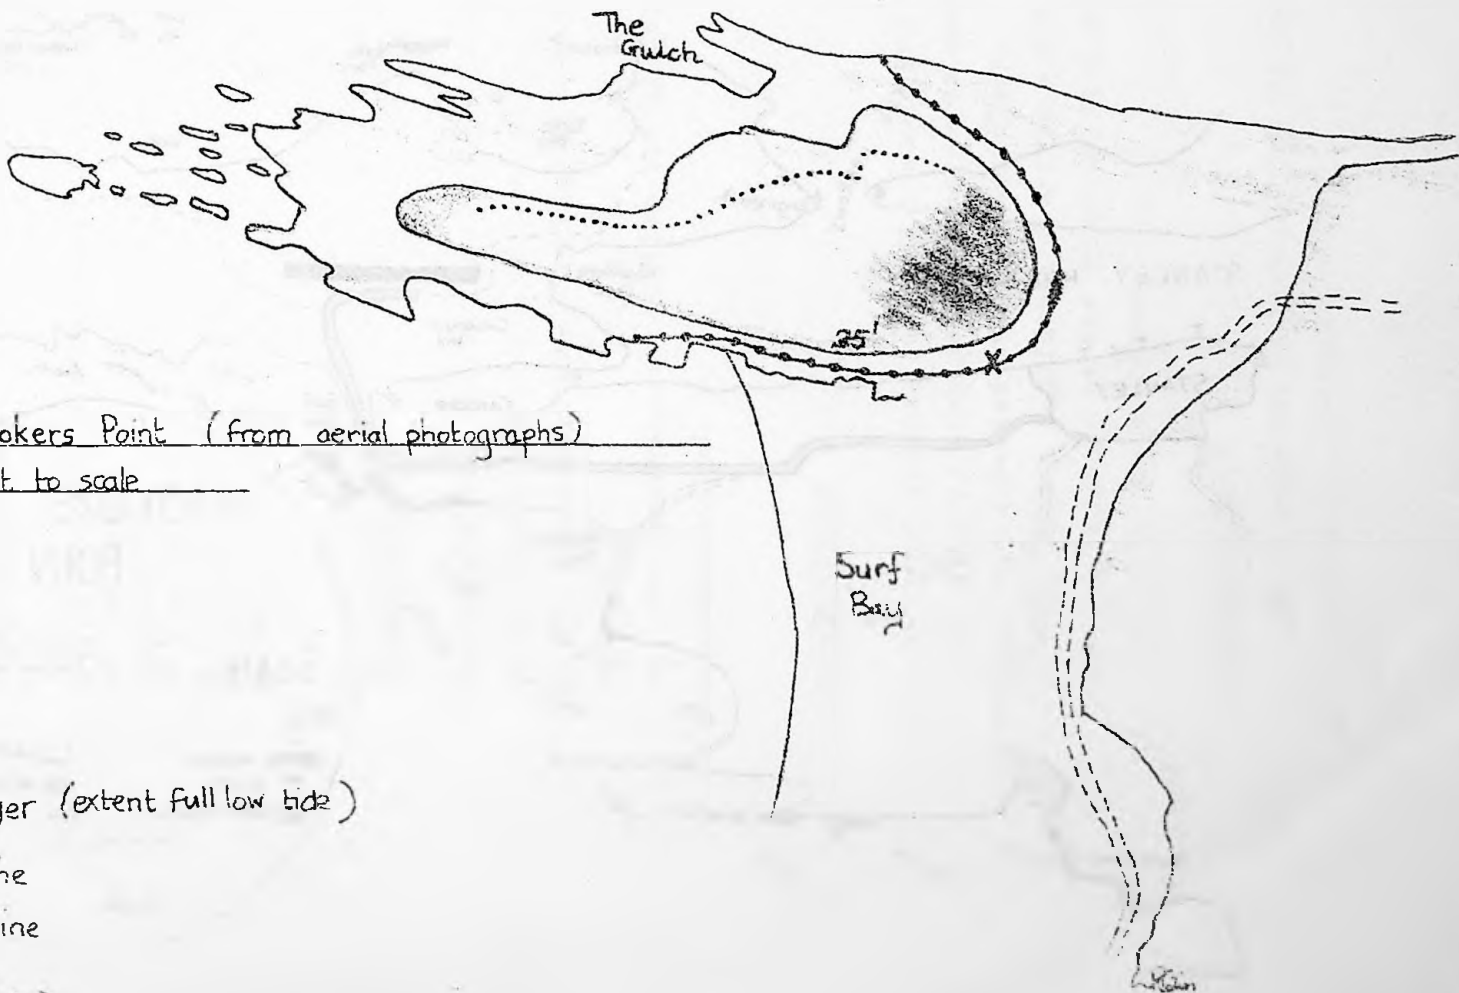 The
Gulch
35'
okers Point (from aerial photographs)
t to scale
Surf
Bay
ger (extent full low tide)
ne
ine